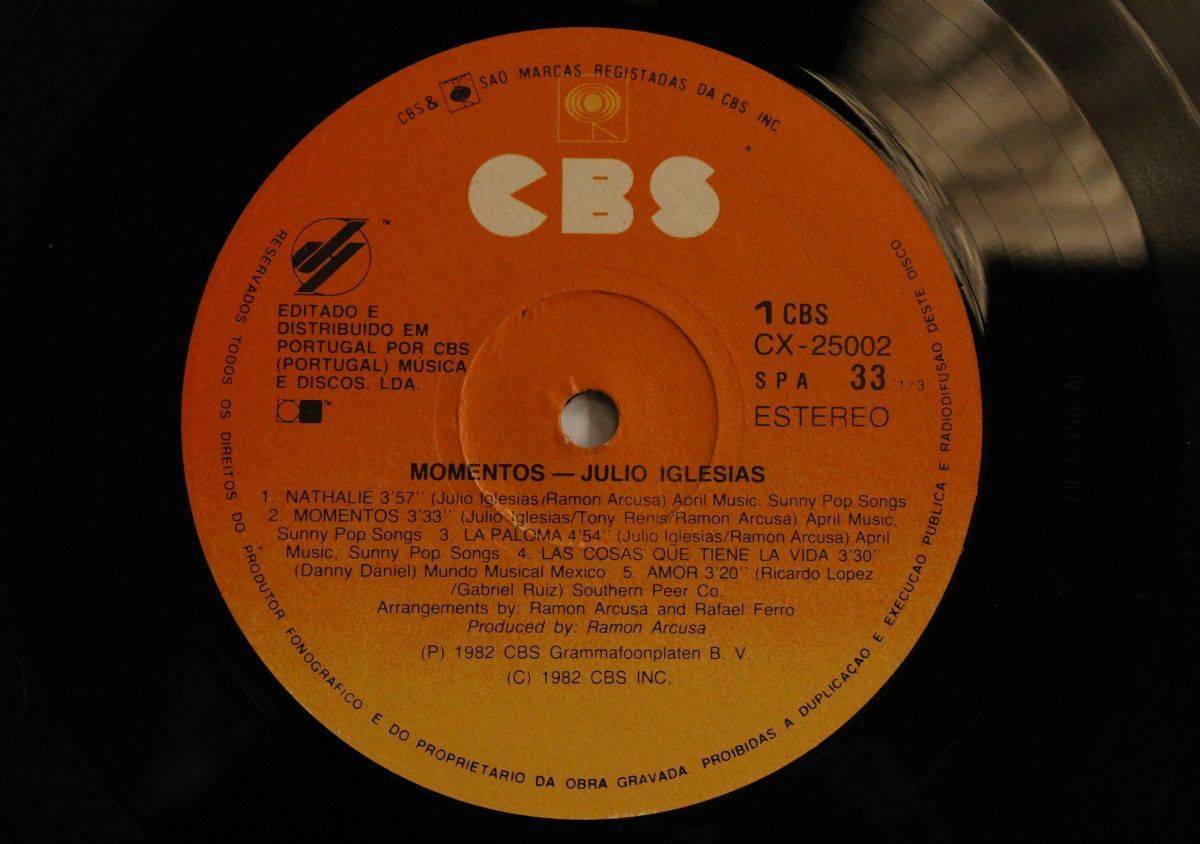 CBS & SAO MARCAS REGISTADAS DA CBS. INC
CBS
TM
EDITADO E
DISTRIBUIDO EM
PORTUGAL POR CBS
(PORTUGAL) MUSICA
E DISCOS. LDA.
TM
1 CBS
CX-25002
SPA 33 1/3
ESTEREO
MOMENTOS — JULIO IGLESIAS
1. NATHALIE 3'57'' (Julio Iglesias/Ramon Arcusa) April Music. Sunny Pop Songs
2. MOMENTOS 3'33'' (Julio Iglesias/Tony Renis/Ramon Arcusa) April Music,
Sunny Pop Songs 3. LA PALOMA 4'54'' (Julio Iglesias/Ramon Arcusa) April
Music, Sunny Pop Songs 4. LAS COSAS QUE TIENE LA VIDA 3'30''
(Danny Daniel) Mundo Musical Mexico 5. AMOR 3'20'' (Ricardo Lopez
/Gabriel Ruiz) Southern Peer Co.
Arrangements by: Ramon Arcusa and Rafael Ferro
Produced by: Ramon Arcusa
(P) 1982 CBS Grammafoonplaten B. V.
(C) 1982 CBS INC.
RESERVADOS TODOS OS DIREITOS DO PRODUTOR FONOGRAFICO E DO PROPRIETARIO DA OBRA GRAVADA. PROIBIDAS A DUPLICAÇAO E EXECUÇAO PUBLICA E RADIODIFUSAO DESTE DISCO